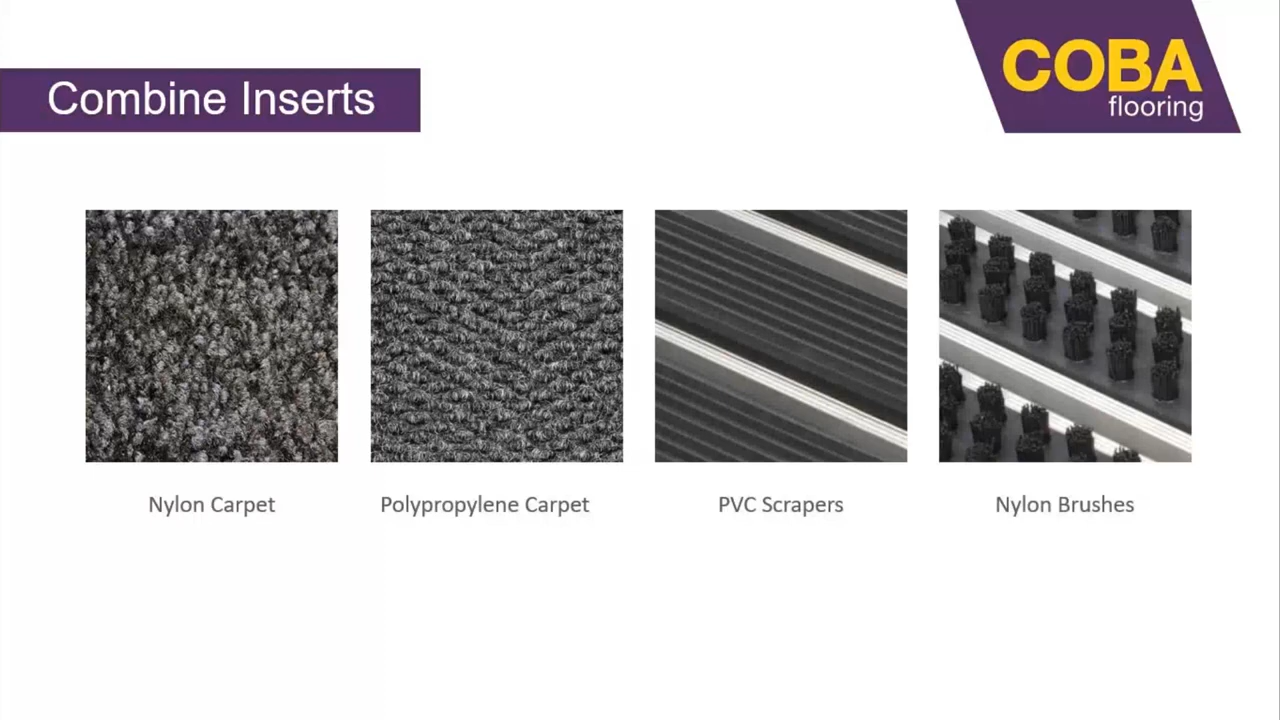 Combine Inserts
COBA
flooring
Nylon Carpet
Polypropylene Carpet
PVC Scrapers
Nylon Brushes